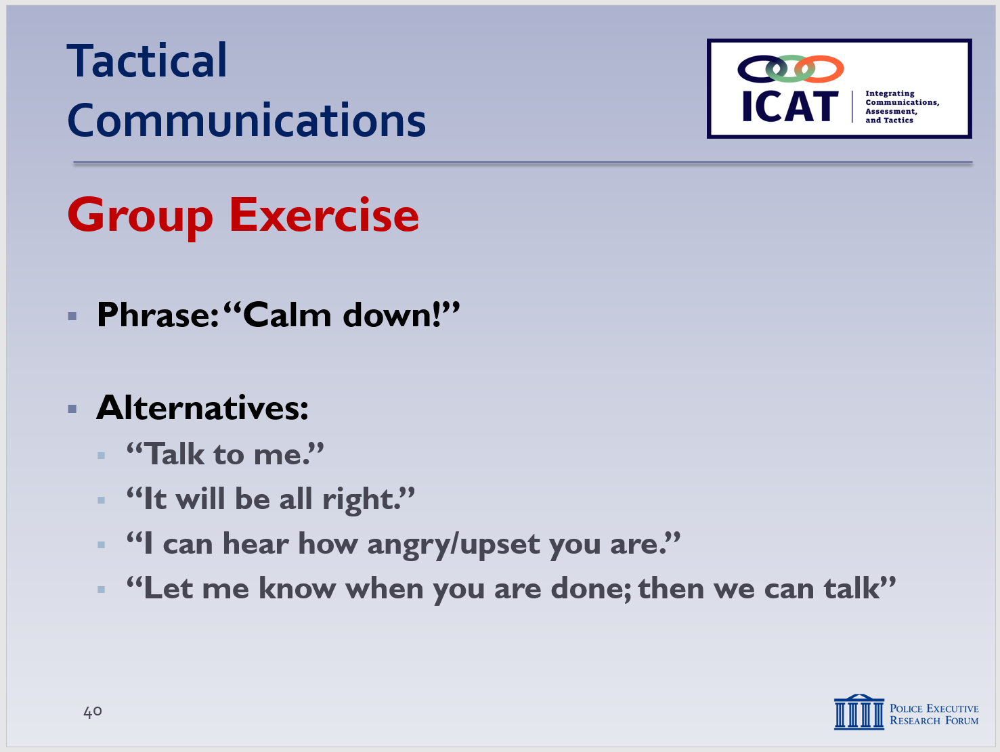 Tactical
Communications
ICAT
Integrating
Communications,
Assessment,
and Tactics
Group Exercise
Phrase: “Calm down!”
Alternatives:
“Talk to me.”
“It will be all right.”
“I can hear how angry/upset you are.”
“Let me know when you are done; then we can talk”
40
POLICE EXECUTIVE
RESEARCH FORUM